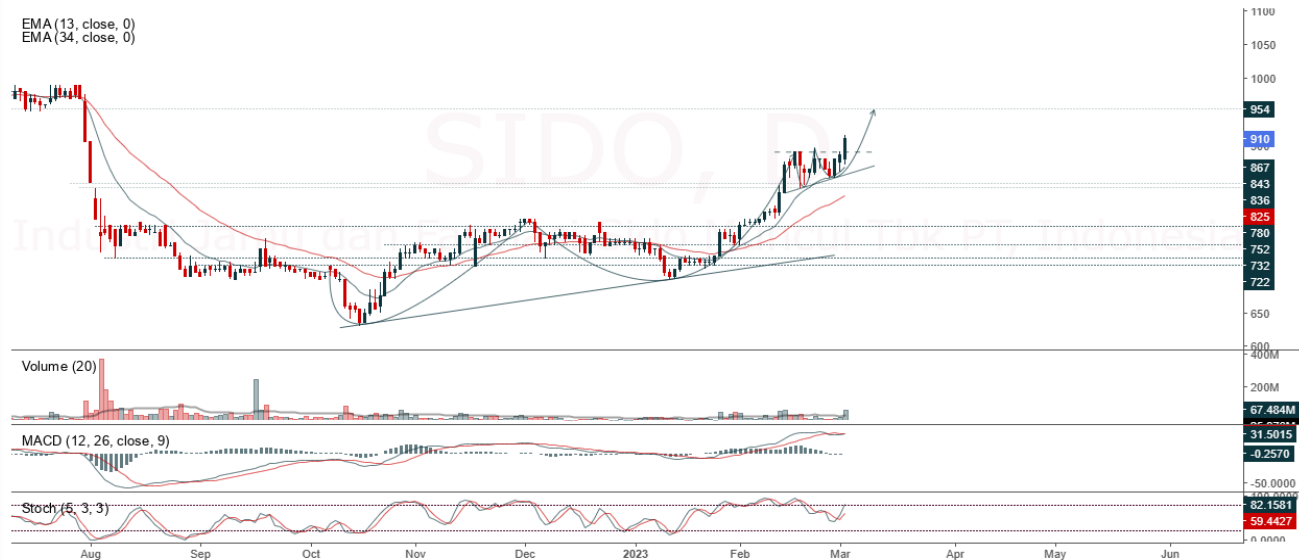 EMA (13, close, 0)
EMA (34, close, 0)
SIDO, D
1100
1050
1000
954
910
900
867
843
836
825
780
752
732
722
650
600
Volume (20)
400M
200M
67.484M
MACD (12, 26, close, 9)
31.5015
-0.2570
-50.0000
Stoch (5, 3, 3)
100.0000
82.1581
59.4427
0.0000
Aug Sep Oct Nov Dec 2023 Feb Mar Apr May Jun